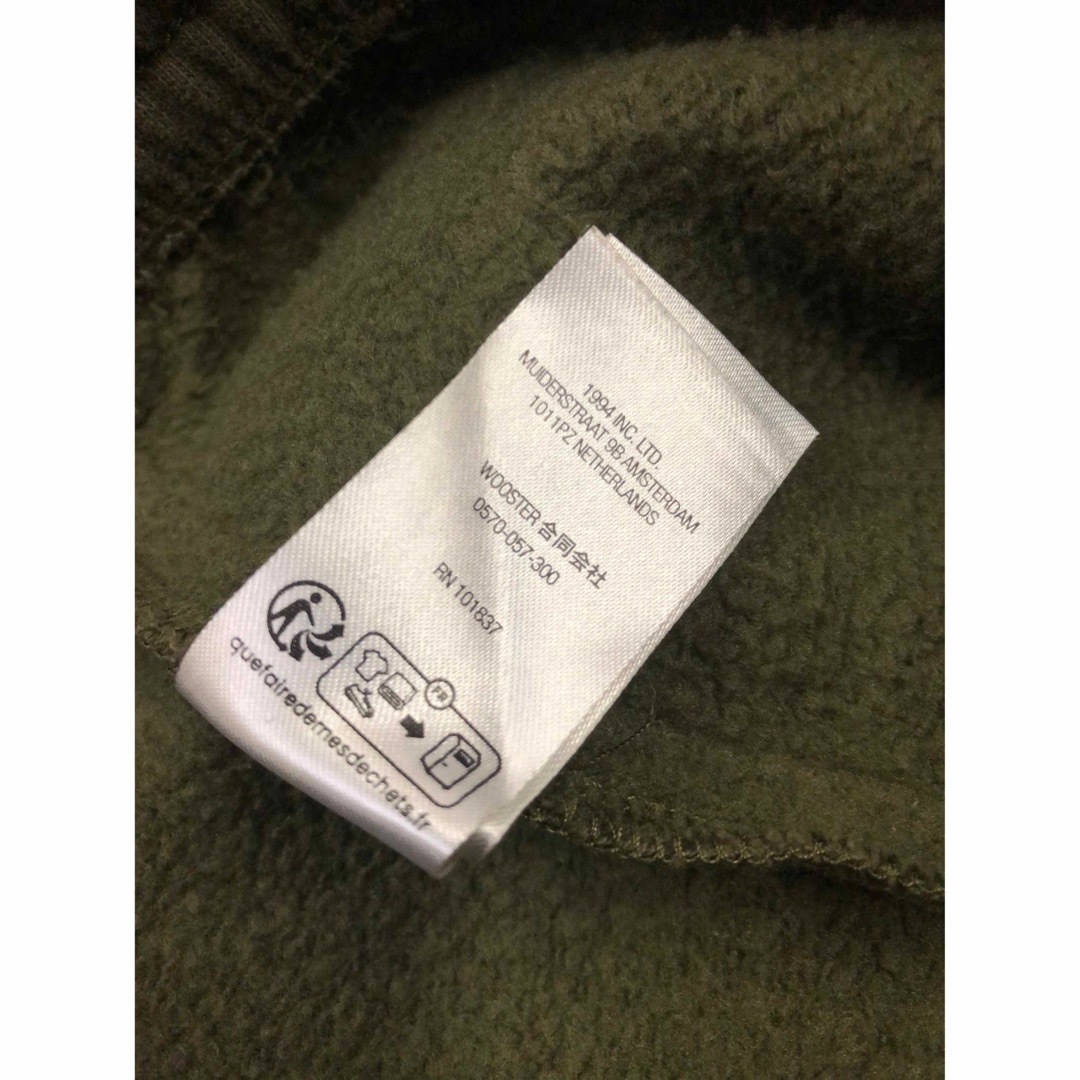 1994 INC. LTD.
MUIDERSTRAAT 9B AMSTERDAM
1011PZ NETHERLANDS
WOOSTER 合同会社
0570-057-300
RN 101837
FR
quefairedemesdechets.fr